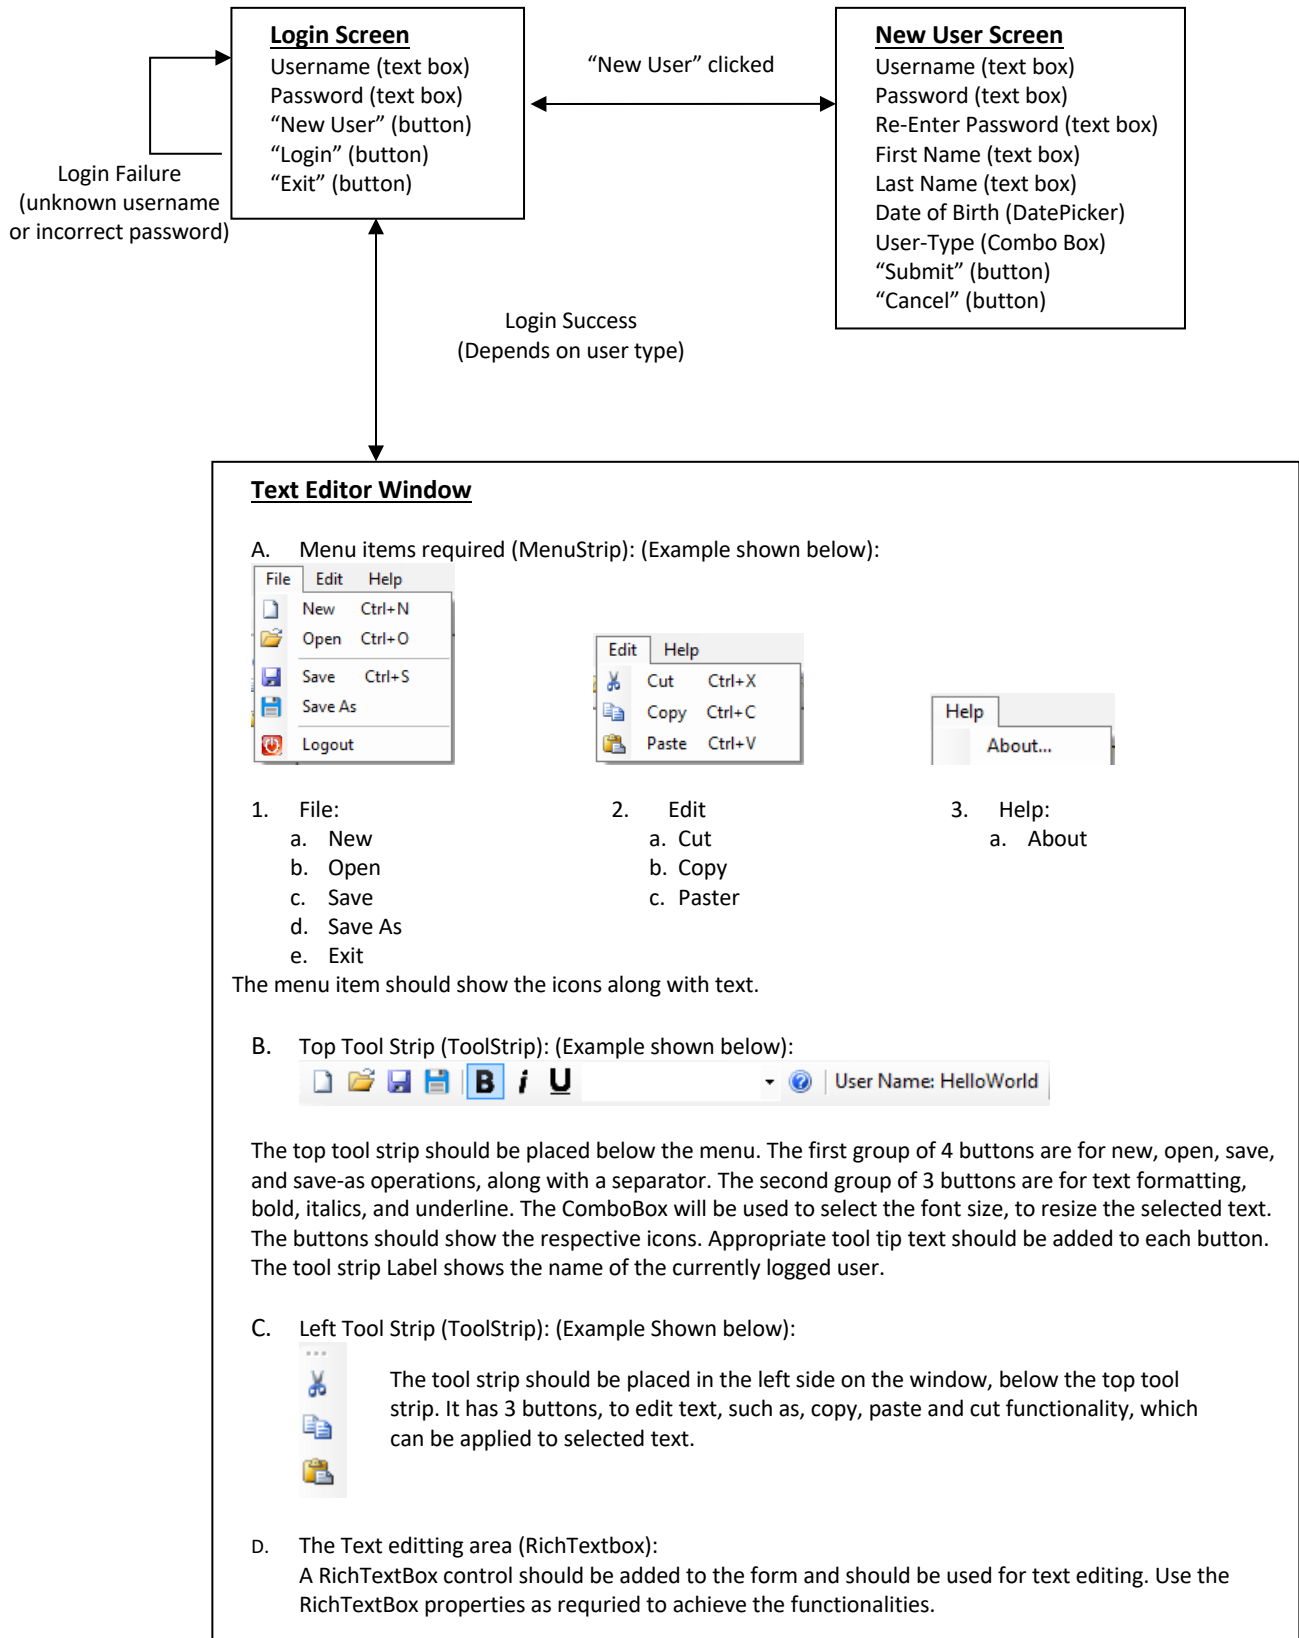 Login Screen
Username (text box)
Password (text box)
“New User” (button)
“Login” (button)
“Exit” (button)
“New User” clicked
New User Screen
Username (text box)
Password (text box)
Re-Enter Password (text box)
First Name (text box)
Last Name (text box)
Date of Birth (DatePicker)
User-Type (Combo Box)
“Submit” (button)
“Cancel” (button)
Login Failure
(unknown username
or incorrect password)
Login Success
(Depends on user type)
Text Editor Window
A. Menu items required (MenuStrip): (Example shown below):
File Edit Help
New Ctrl+N
Open Ctrl+O
Save Ctrl+S
Save As
Logout
Edit Help
Cut Ctrl+X
Copy Ctrl+C
Paste Ctrl+V
Help
About...
1. File:
a. New
b. Open
c. Save
d. Save As
e. Exit
2. Edit
a. Cut
b. Copy
c. Paster
3. Help:
a. About
The menu item should show the icons along with text.
B. Top Tool Strip (ToolStrip): (Example shown below):
B i U User Name: HelloWorld
The top tool strip should be placed below the menu. The first group of 4 buttons are for new, open, save,
and save-as operations, along with a separator. The second group of 3 buttons are for text formatting,
bold, italics, and underline. The ComboBox will be used to select the font size, to resize the selected text.
The buttons should show the respective icons. Appropriate tool tip text should be added to each button.
The tool strip Label shows the name of the currently logged user.
C. Left Tool Strip (ToolStrip): (Example Shown below):
The tool strip should be placed in the left side on the window, below the top tool
strip. It has 3 buttons, to edit text, such as, copy, paste and cut functionality, which
can be applied to selected text.
D. The Text editting area (RichTextbox):
A RichTextBox control should be added to the form and should be used for text editing. Use the
RichTextBox properties as requried to achieve the functionalities.